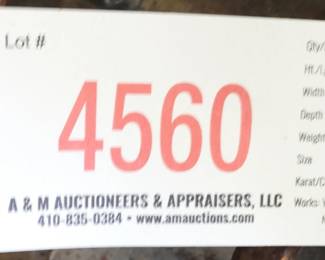 Lot #
4560
A & M AUCTIONEERS & APPRAISERS, LLC
410-835-0384 • www.amauctions.com
Qty/
Ht./L
Width
Depth
Weight
Size
Karat/C
Works: